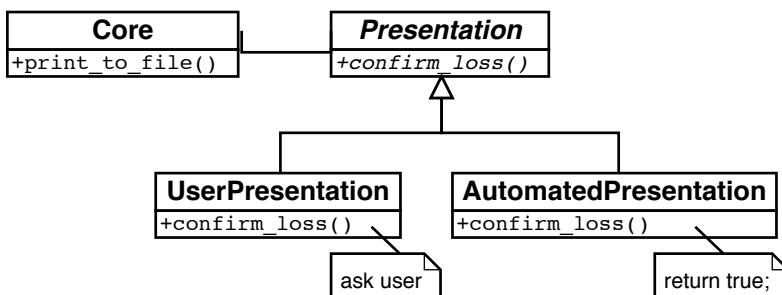 Core
+print_to_file()
Presentation
+confirm_loss()
UserPresentation
+confirm_loss()
AutomatedPresentation
+confirm_loss()
ask user
return true;